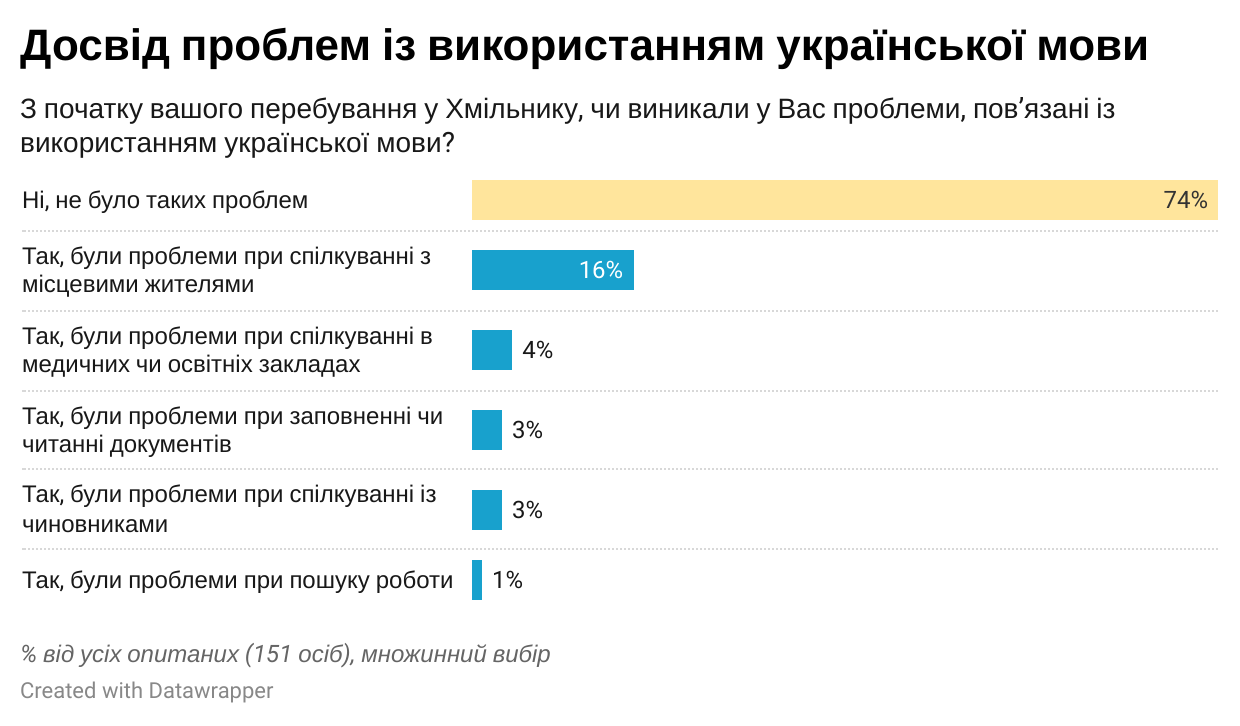 Досвід проблем із використанням української мови
З початку вашого перебування у Хмільнику, чи виникали у Вас проблеми, пов’язані із
використанням української мови?
Ні, не було таких проблем
74%
Так, були проблеми при спілкуванні з
місцевими жителями
16%
Так, були проблеми при спілкуванні в
медичних чи освітніх закладах
4%
Так, були проблеми при заповненні чи
читанні документів
3%
Так, були проблеми при спілкуванні із
чиновниками
3%
Так, були проблеми при пошуку роботи
1%
% від усіх опитаних (151 осіб), множинний вибір
Created with Datawrapper